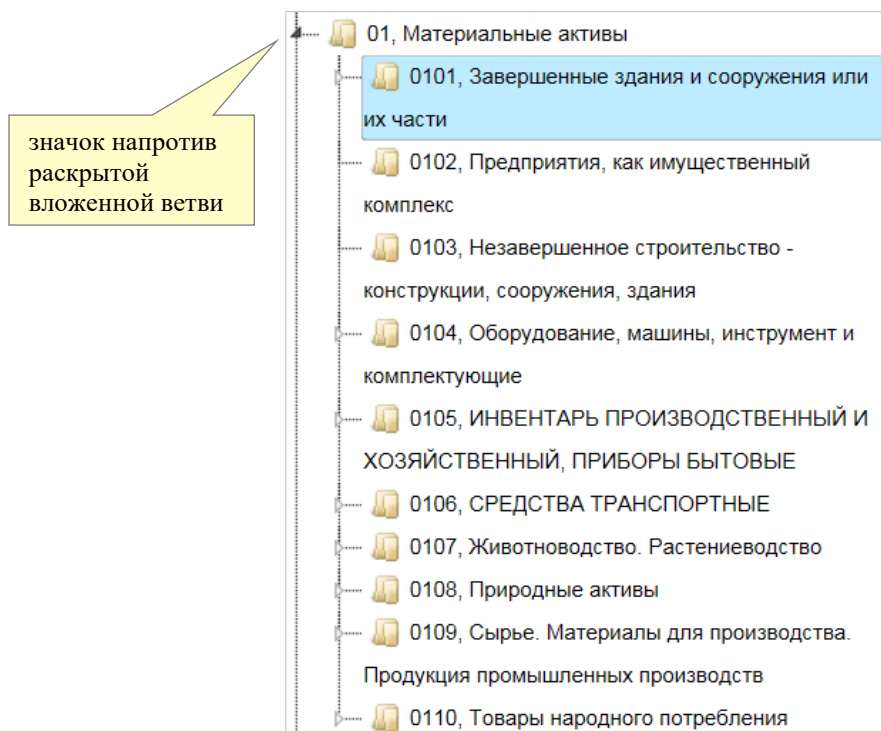 01, Материальные активы
0101, Завершенные здания и сооружения или
их части
значок напротив
раскрытой
вложенной ветви
0102, Предприятия, как имущественный
комплекс
0103, Незавершенное строительство -
конструкции, сооружения, здания
0104, Оборудование, машины, инструмент и
комплектующие
0105, ИНВЕНТАРЬ ПРОИЗВОДСТВЕННЫЙ И
ХОЗЯЙСТВЕННЫЙ, ПРИБОРЫ БЫТОВЫЕ
0106, СРЕДСТВА ТРАНСПОРТНЫЕ
0107, Животноводство. Растениеводство
0108, Природные активы
0109, Сырье. Материалы для производства.
Продукция промышленных производств
0110, Товары народного потребления